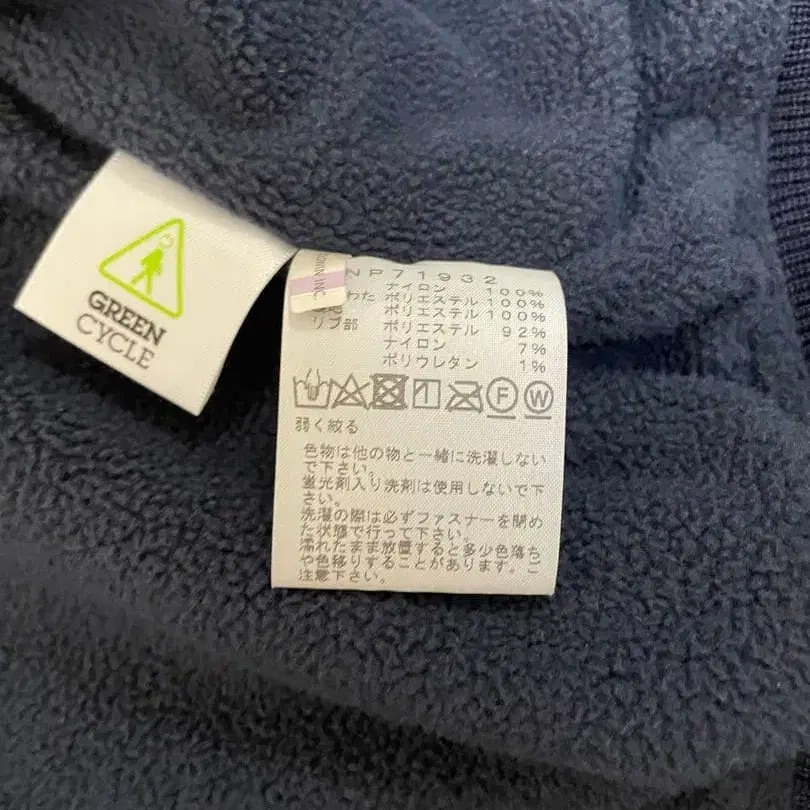 GREEN
CYCLE
WIN INC.
NP71932
ナイロン 100%
わた ポリエステル 100%
ポリエステル 100%
リブ部 ポリエステル 92%
ナイロン 7%
ポリウレタン 1%
F W
弱く絞る
色物は他の物と一緒に洗濯しない
で下さい。
蛍光剤入り洗剤は使用しないで下
さい。
洗濯の際は必ずファスナーを閉め
た状態で行って下さい。
濡れたまま放置すると多少色落ち
や色移りすることがあります。ご
注意下さい。